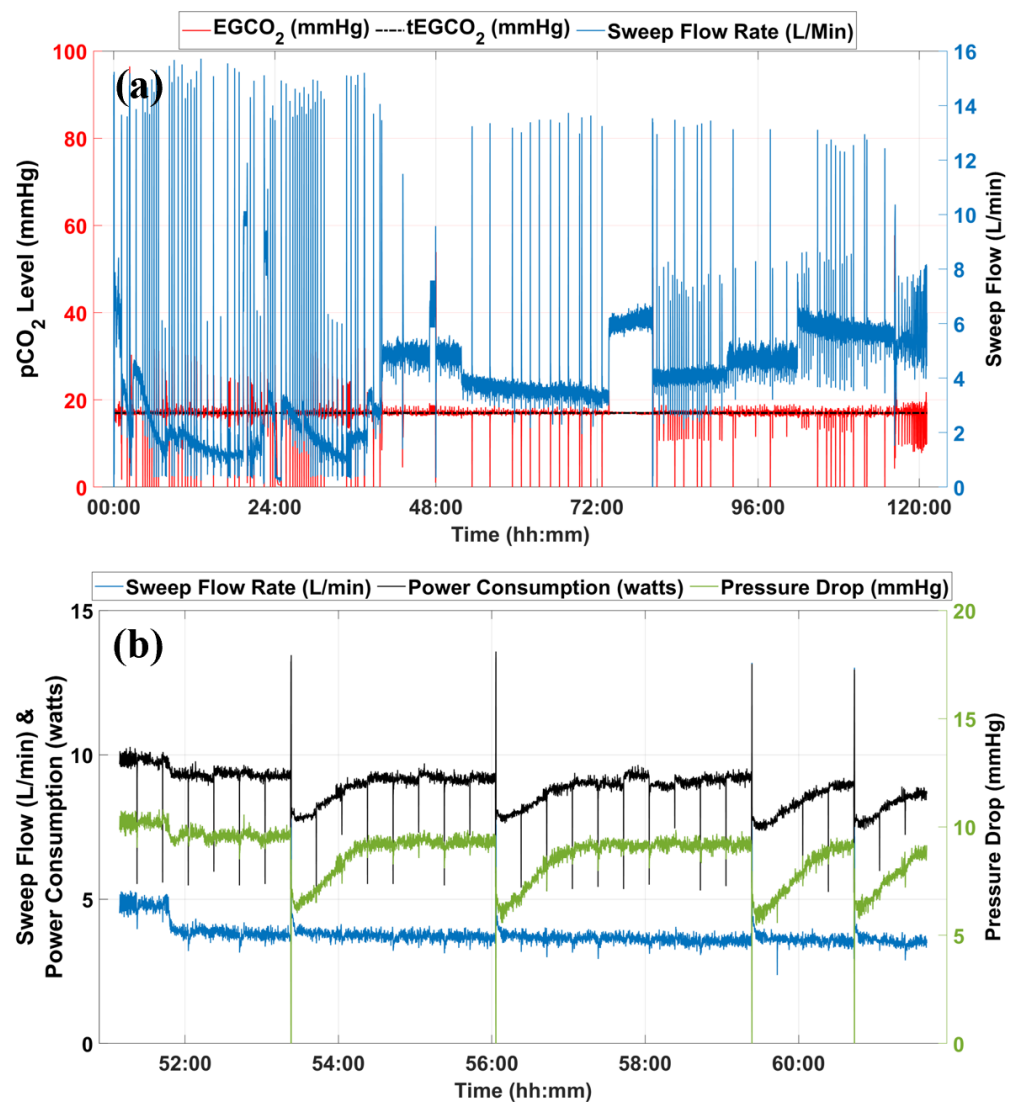 EGCO₂ (mmHg) tEGCO₂ (mmHg) Sweep Flow Rate (L/Min)
(a)
pCO₂ Level (mmHg)
100
80
60
40
20
0
16
14
12
10
8
6
4
2
0
Sweep Flow (L/min)
00:00 24:00 48:00 72:00 96:00 120:00
Time (hh:mm)
Sweep Flow Rate (L/min) Power Consumption (watts) Pressure Drop (mmHg)
(b)
Sweep Flow (L/min) &
Power Consumption (watts)
15
10
5
0
20
15
10
5
0
Pressure Drop (mmHg)
52:00 54:00 56:00 58:00 60:00
Time (hh:mm)